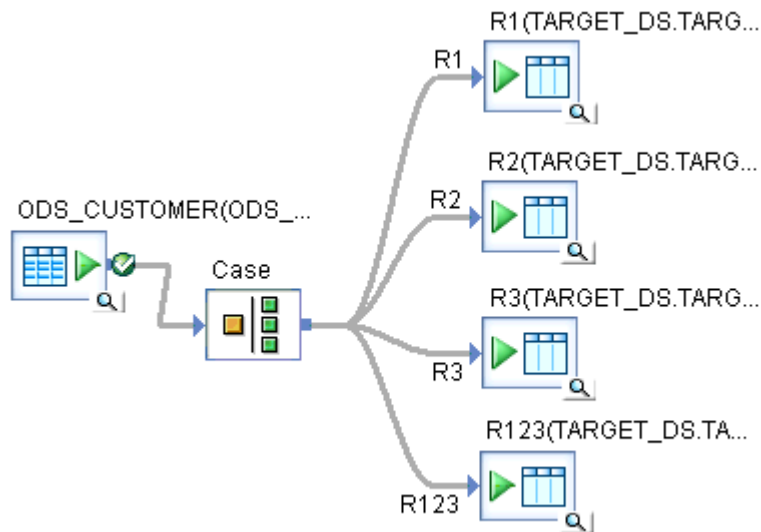 R1(TARGET_DS.TARG...
R1
R2(TARGET_DS.TARG...
R2
ODS_CUSTOMER(ODS_...
Case
R3(TARGET_DS.TARG...
R3
R123(TARGET_DS.TA...
R123